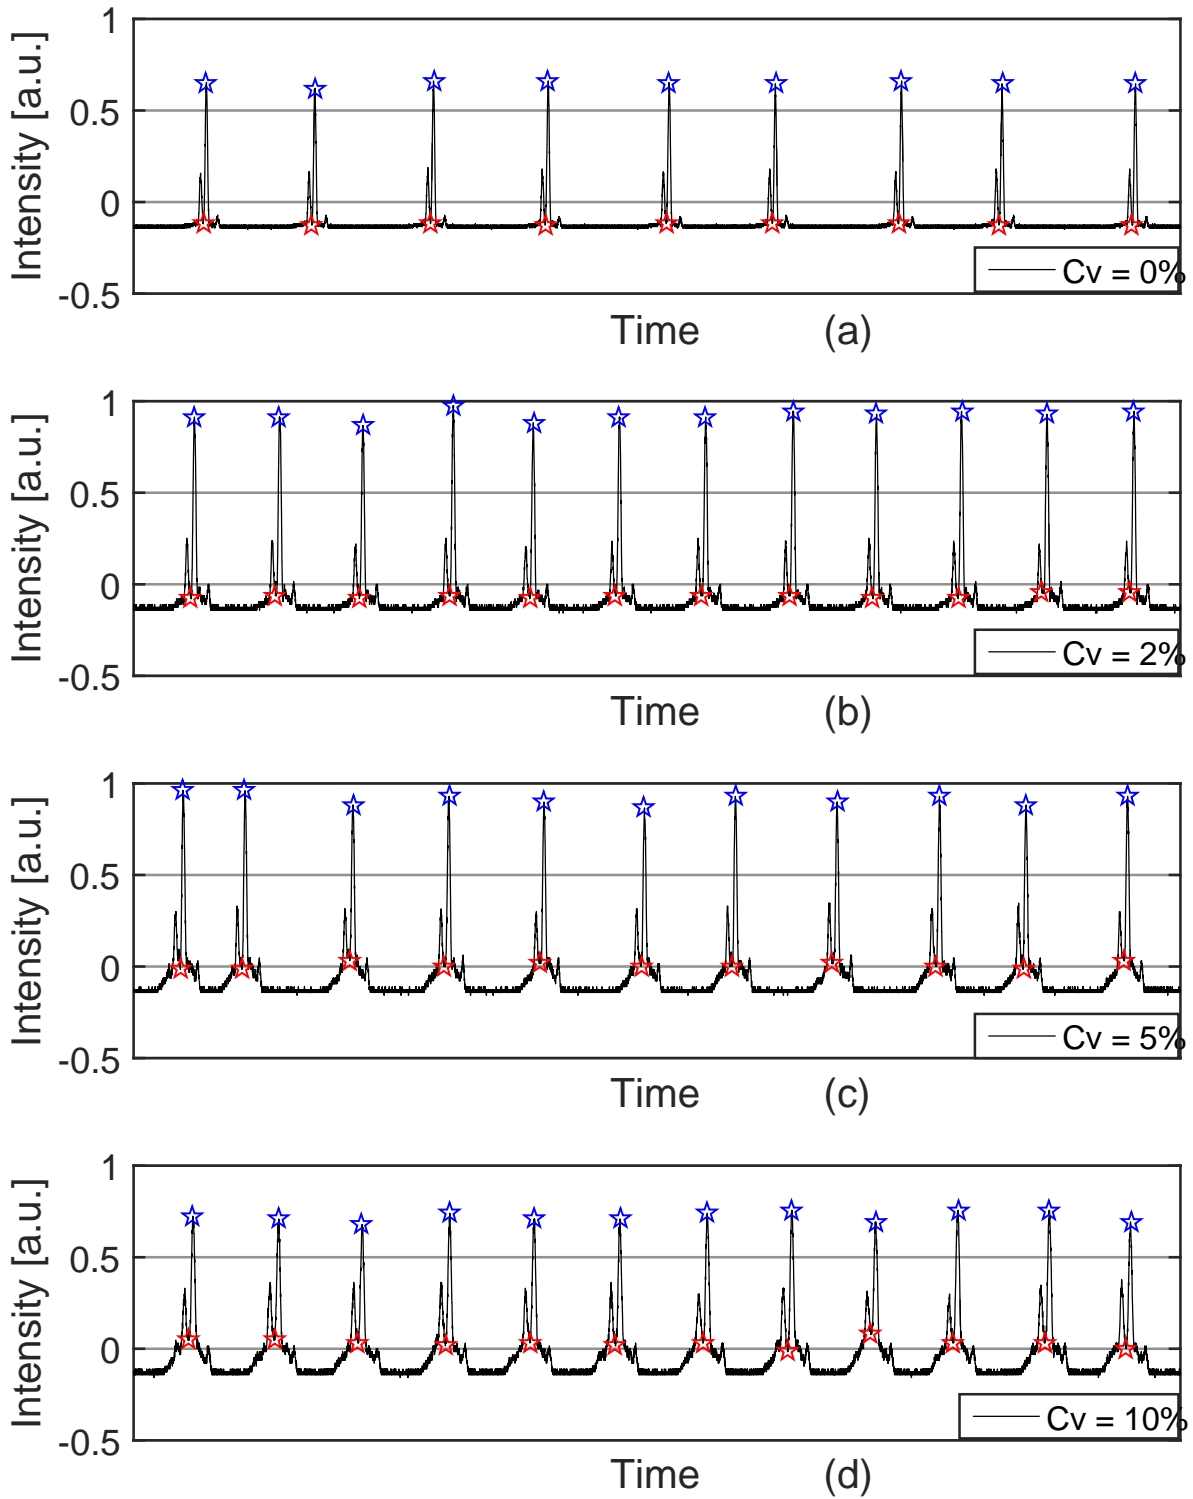 1
0.5
0
-0.5
Intensity [a.u.]
Cv = 0%
Time (a)
1
0.5
0
-0.5
Intensity [a.u.]
Cv = 2%
Time (b)
1
0.5
0
-0.5
Intensity [a.u.]
Cv = 5%
Time (c)
1
0.5
0
-0.5
Intensity [a.u.]
Cv = 10%
Time (d)